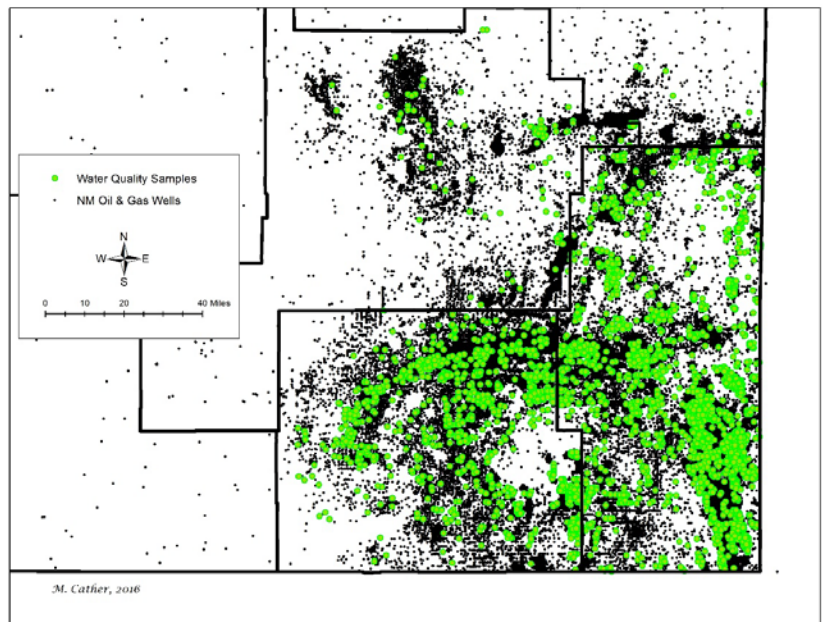 Water Quality Samples
NM Oil & Gas Wells
N
W E
S
0 10 20 40 Miles
M. Cather, 2016